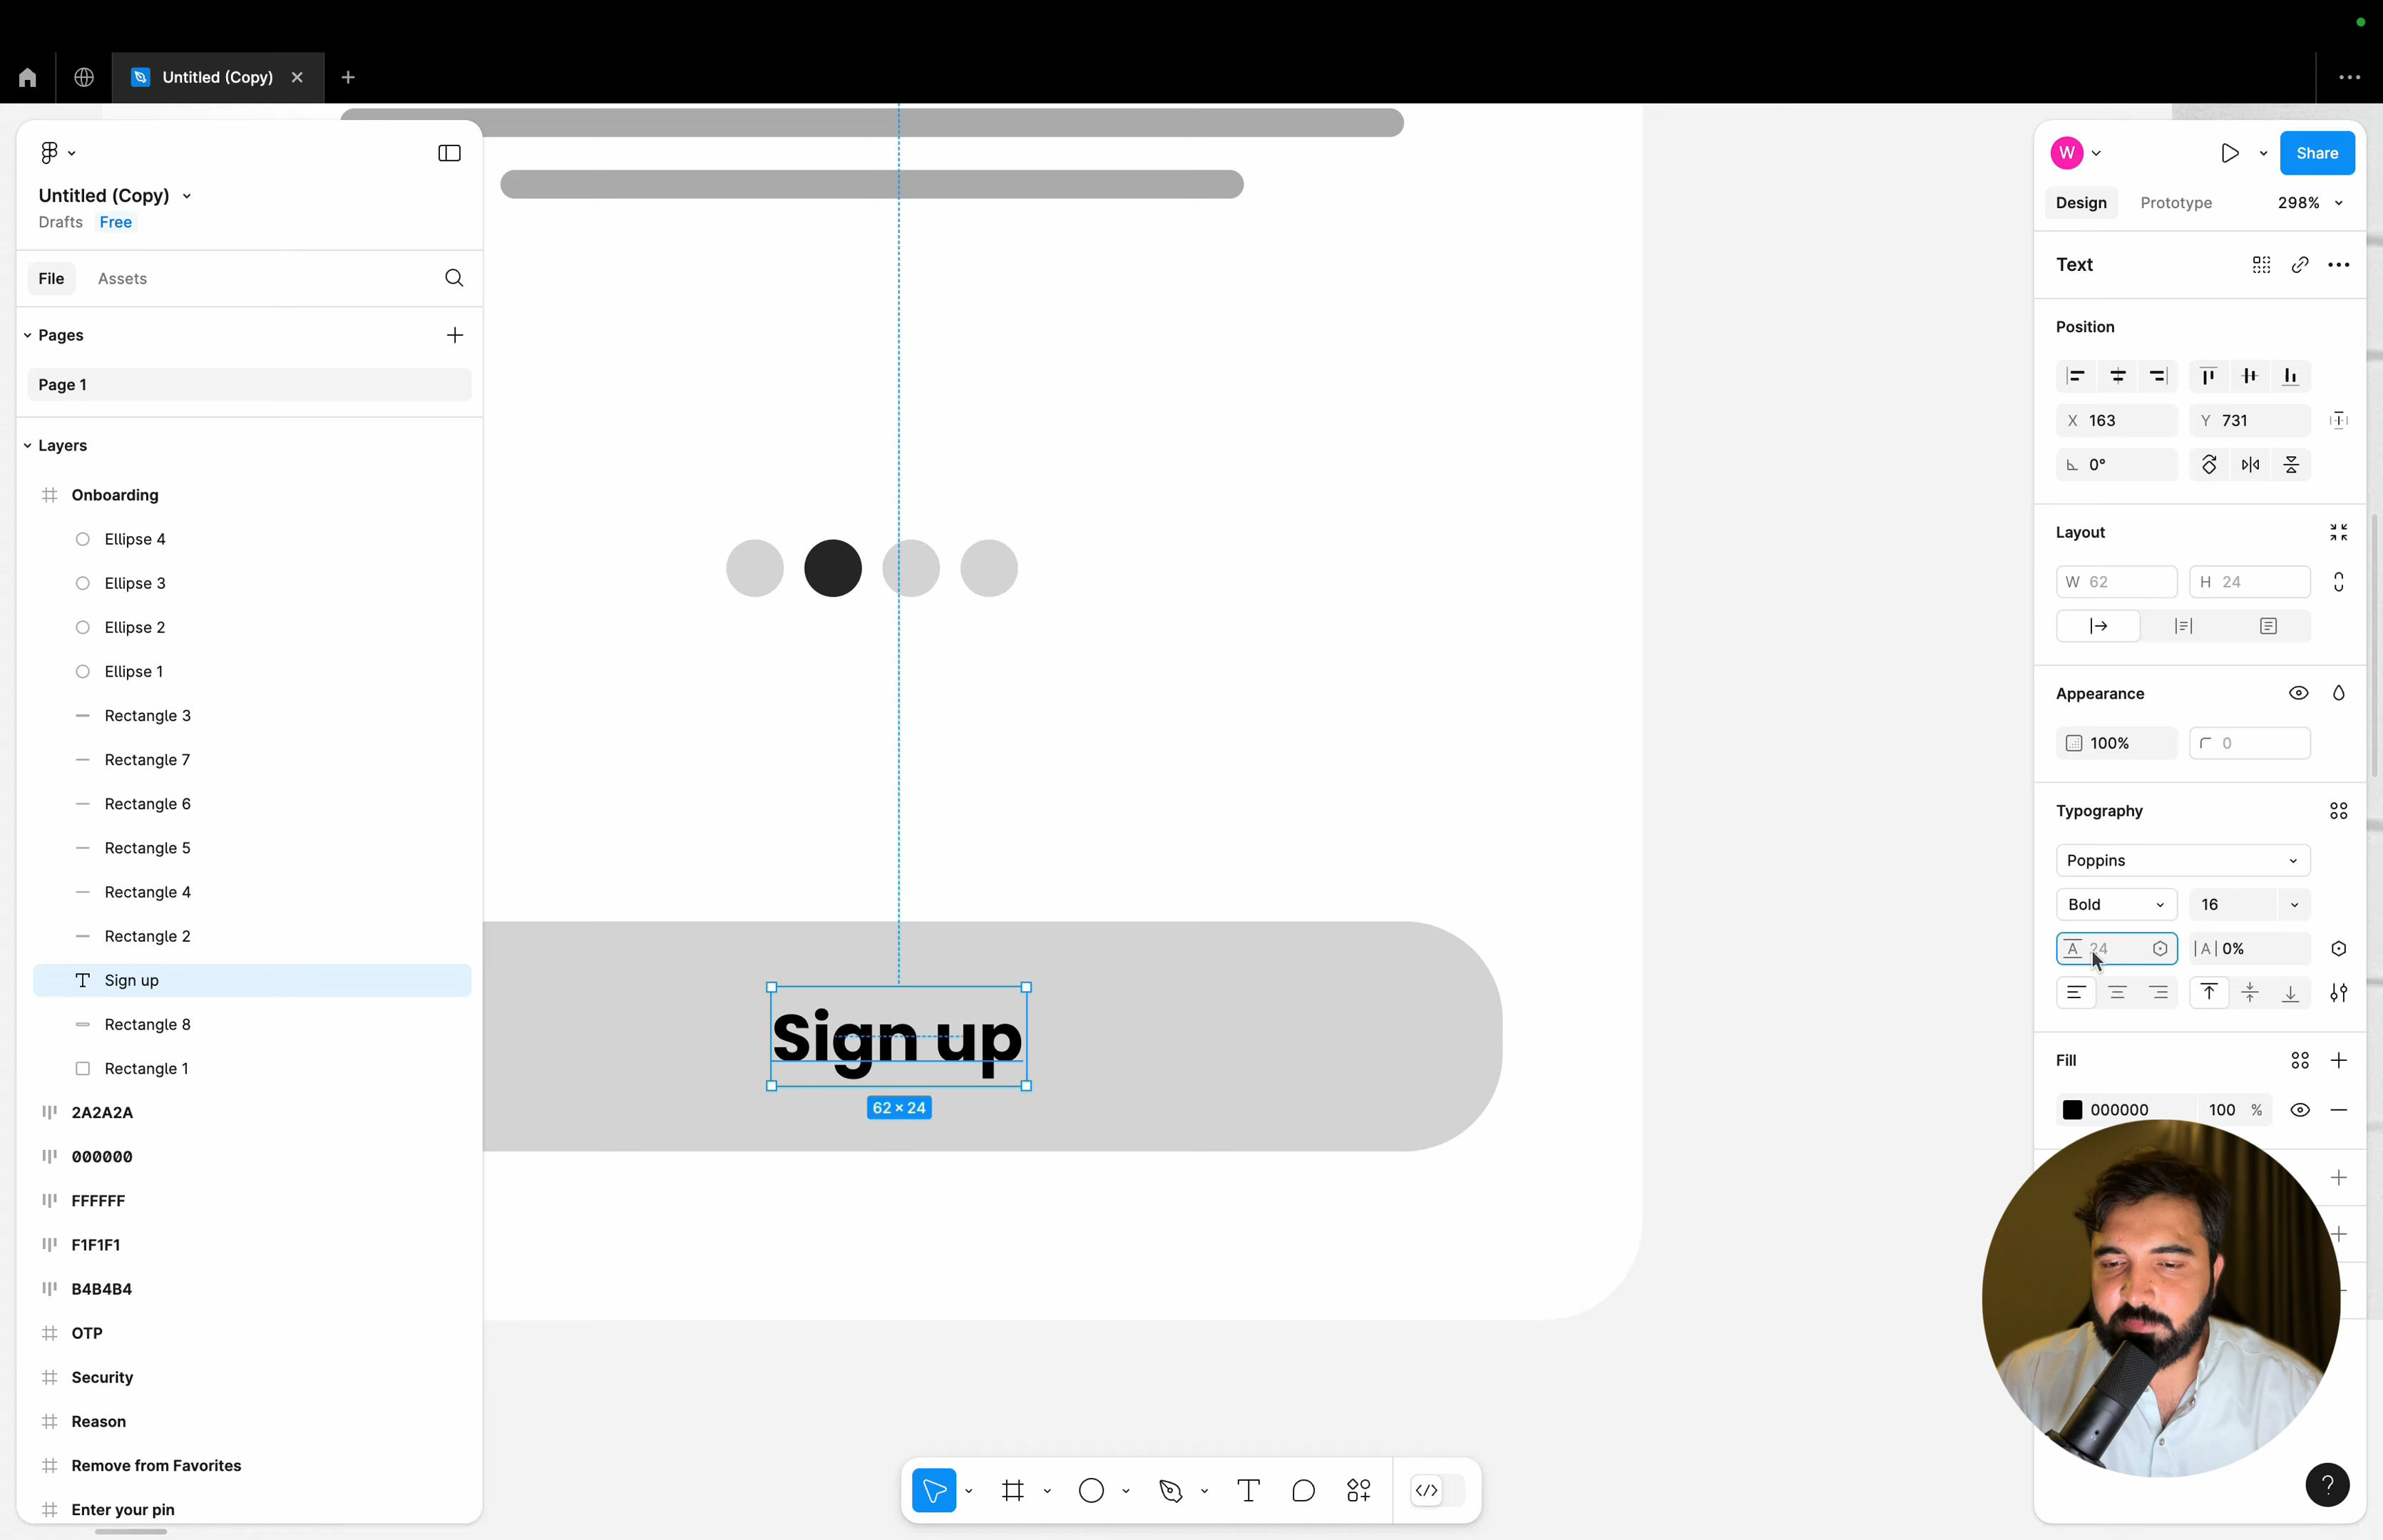 Untitled (Copy)
Untitled (Copy)
Drafts Free
File Assets
Pages
Page 1
Layers
Onboarding
Ellipse 4
Ellipse 3
Ellipse 2
Ellipse 1
Rectangle 3
Rectangle 7
Rectangle 6
Rectangle 5
Rectangle 4
Rectangle 2
Sign up
Rectangle 8
Rectangle 1
2A2A2A
000000
FFFFFF
F1F1F1
B4B4B4
OTP
Security
Reason
Remove from Favorites
Enter your pin
Sign up
62 × 24
W
Share
Design Prototype 298%
Text
Position
X 163 Y 731
0°
Layout
W 62 H 24
Appearance
100% 0
Typography
Poppins
Bold 16
A 24 |A| 0%
Fill
000000 100 %
?